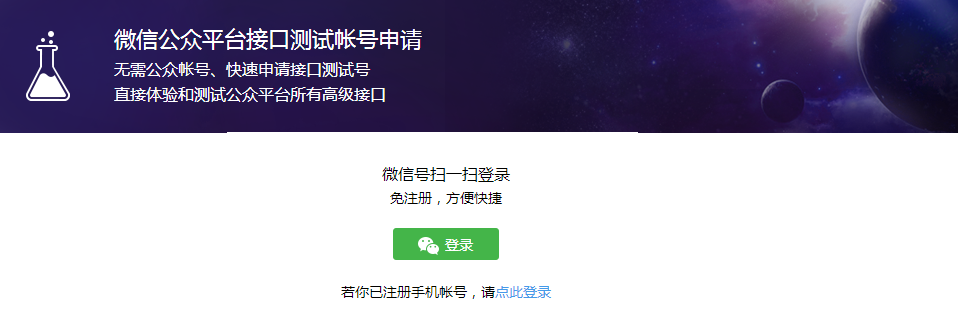 微信公众平台接口测试帐号申请
无需公众帐号、快速申请接口测试号
直接体验和测试公众平台所有高级接口
微信号扫一扫登录
免注册，方便快捷
登录
若你已注册手机帐号，请点此登录